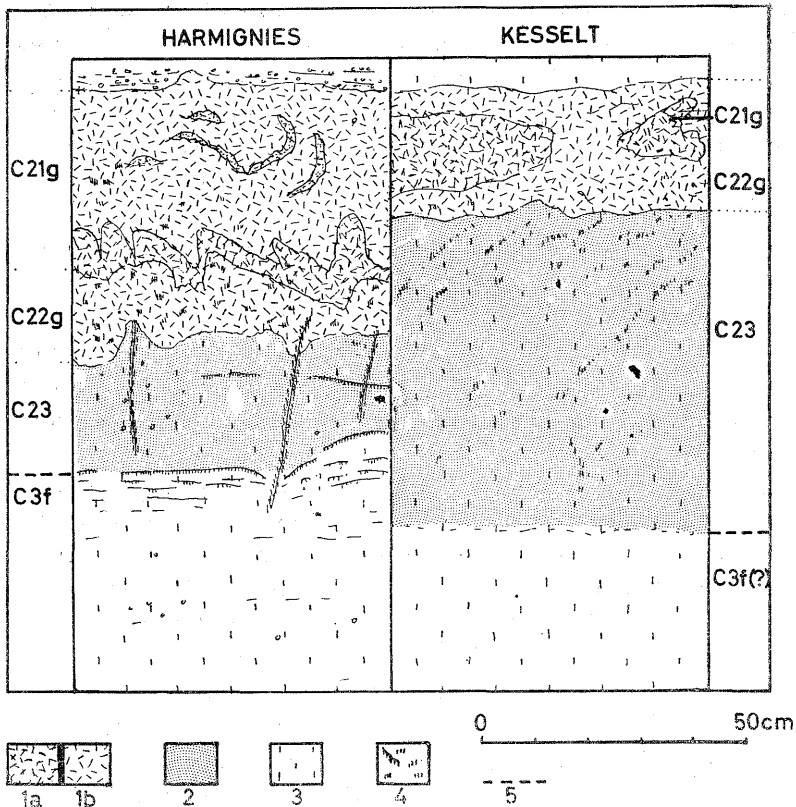 HARMIGNIES
KESSELT
C21g
C22g
C23
C3f
C21g
C22g
C23
C3f(?)
0 50cm
1a 1b 2 3 4 5